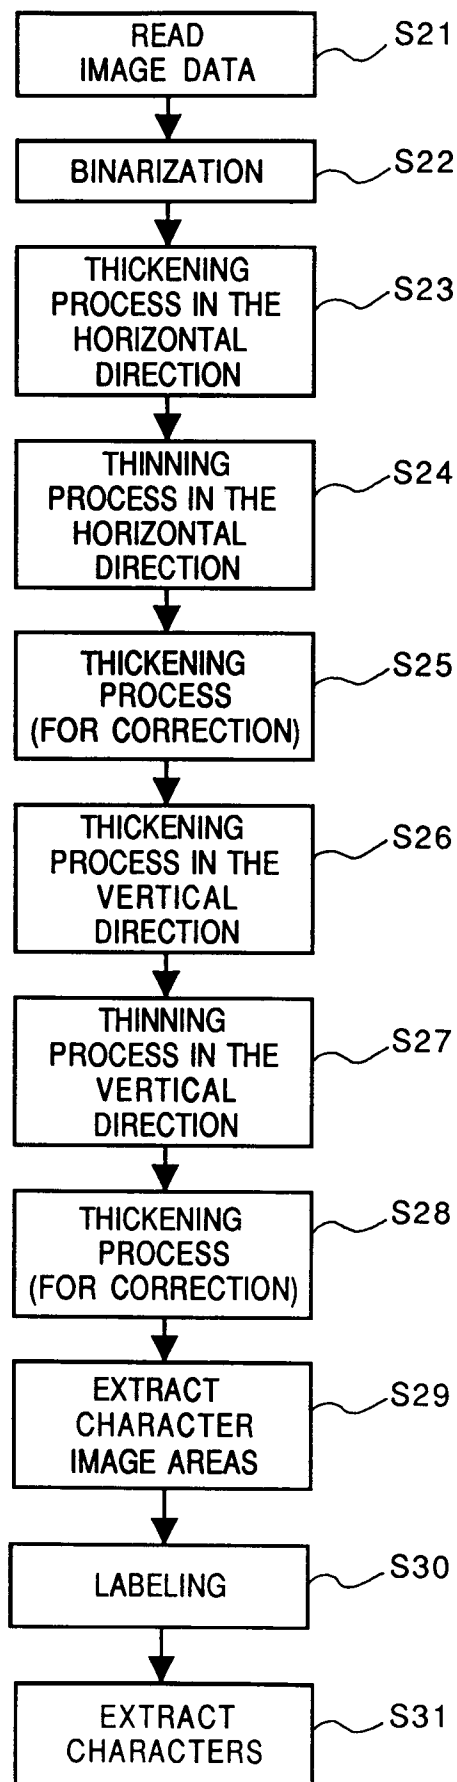 READ
IMAGE DATA
S21
BINARIZATION
S22
THICKENING
PROCESS IN THE
HORIZONTAL
DIRECTION
S23
THINNING
PROCESS IN THE
HORIZONTAL
DIRECTION
S24
THICKENING
PROCESS
(FOR CORRECTION)
S25
THICKENING
PROCESS IN THE
VERTICAL
DIRECTION
S26
THINNING
PROCESS IN THE
VERTICAL
DIRECTION
S27
THICKENING
PROCESS
(FOR CORRECTION)
S28
EXTRACT
CHARACTER
IMAGE AREAS
S29
LABELING
S30
EXTRACT
CHARACTERS
S31